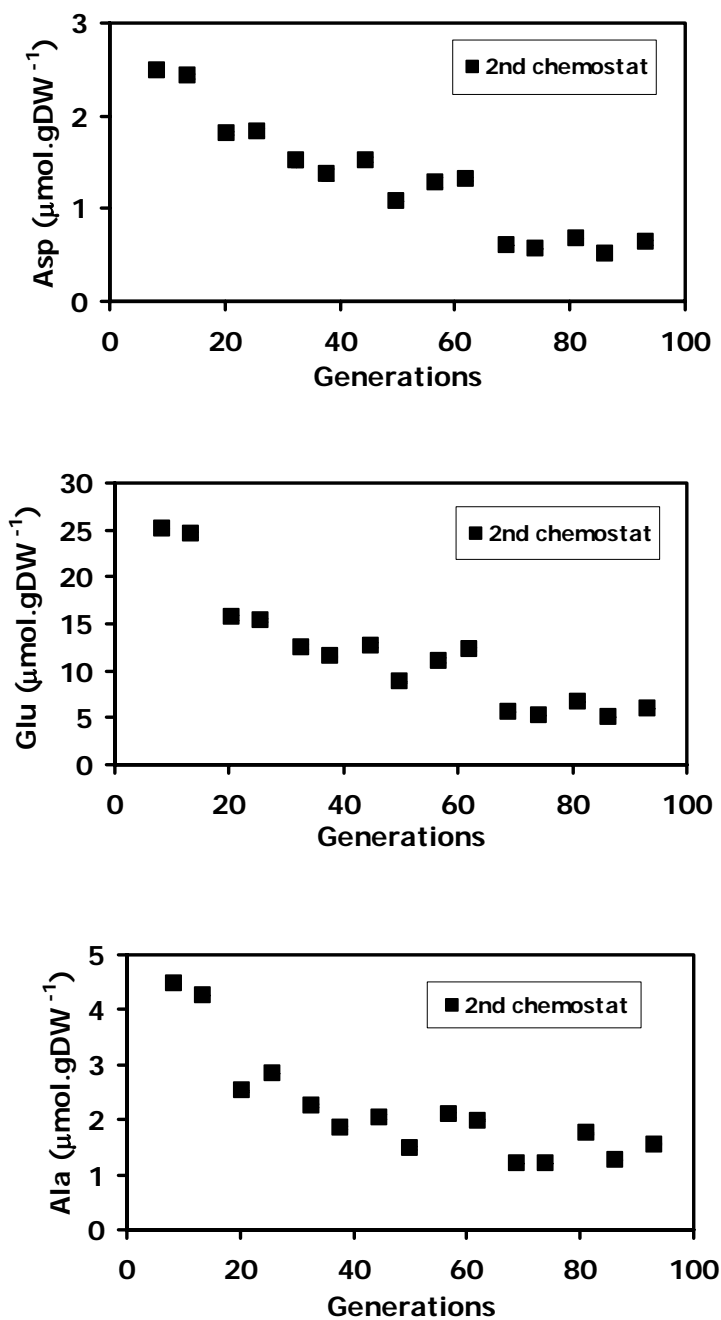 3
2nd chemostat
2
1
0
Asp (μmol.gDW⁻¹)
0 20 40 60 80 100
Generations
30
2nd chemostat
25
20
15
10
5
0
Glu (μmol.gDW⁻¹)
0 20 40 60 80 100
Generations
5
2nd chemostat
4
3
2
1
0
Ala (μmol.gDW⁻¹)
0 20 40 60 80 100
Generations